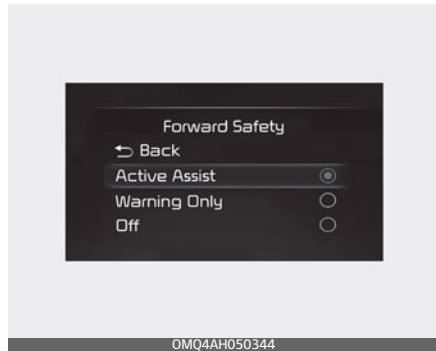 Forward Safety
Back
Active Assist
Warning Only
Off
OMQ4AH050344